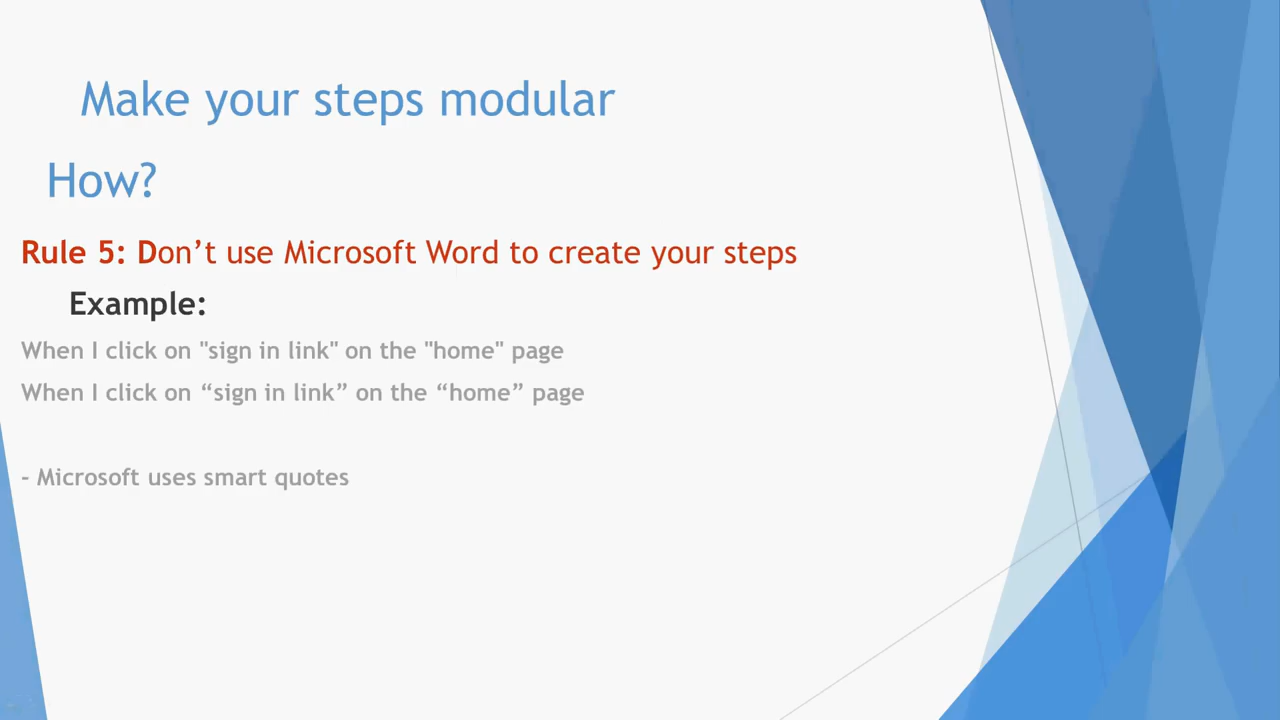 Make your steps modular
How?
Rule 5: Don’t use Microsoft Word to create your steps
Example:
When I click on "sign in link" on the "home" page
When I click on “sign in link” on the “home” page
- Microsoft uses smart quotes